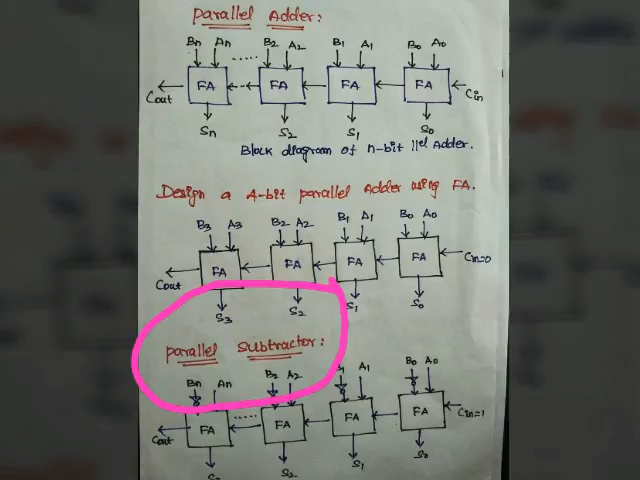 parallel Adder:
Bn An ...... B2 A2 B1 A1 B0 A0
FA FA FA FA
Cout Cin
Sn S2 S1 S0
Block diagram of n-bit llel Adder.
Design a 4-bit parallel Adder using FA.
B3 A3 B2 A2 B1 A1 B0 A0
FA FA FA FA Cin=0
Cout
S3 S2 S1 S0
parallel Subtractor:
Bn An B2 A2 A1 B0 A0
...... Cin=1
FA FA FA FA
Cout
S2 S1